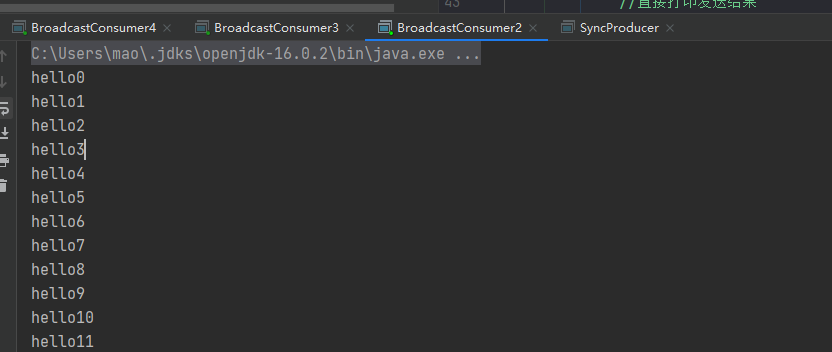 43 //直接打印发送结果
BroadcastConsumer4 BroadcastConsumer3 BroadcastConsumer2 SyncProducer
C:\Users\mao\.jdks\openjdk-16.0.2\bin\java.exe ...
hello0
hello1
hello2
hello3
hello4
hello5
hello6
hello7
hello8
hello9
hello10
hello11